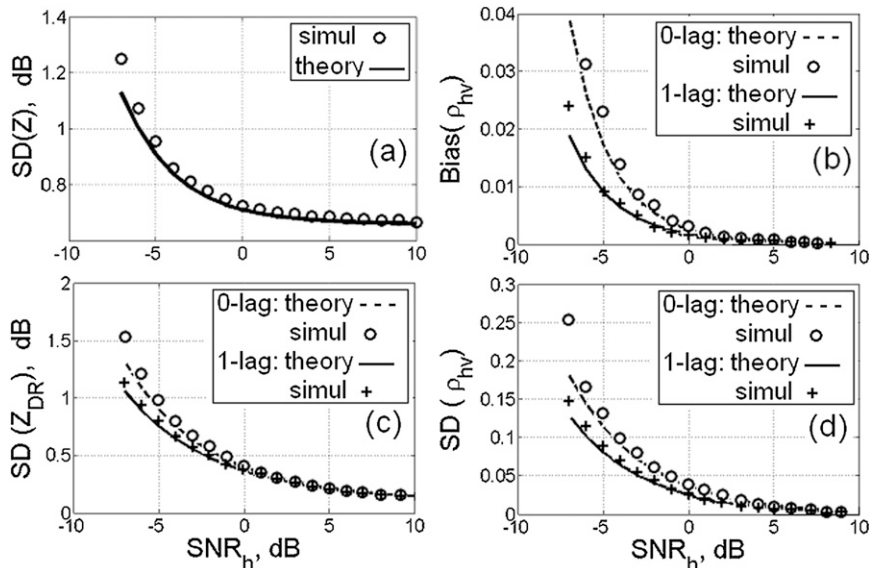 SD(Z), dB
1.4
1.2
1
0.8
-10
-5
0
5
10
simul
theory
(a)
Bias(ρhv)
0.04
0.03
0.02
0.01
0
-10
-5
0
5
10
0-lag: theory
simul
1-lag: theory
simul
(b)
SD (ZDR), dB
2
1.5
1
0.5
0
-10
-5
0
5
10
SNRh, dB
0-lag: theory
simul
1-lag: theory
simul
(c)
SD (ρhv)
0.3
0.25
0.2
0.15
0.1
0.05
0
-10
-5
0
5
10
SNRh, dB
0-lag: theory
simul
1-lag: theory
simul
(d)